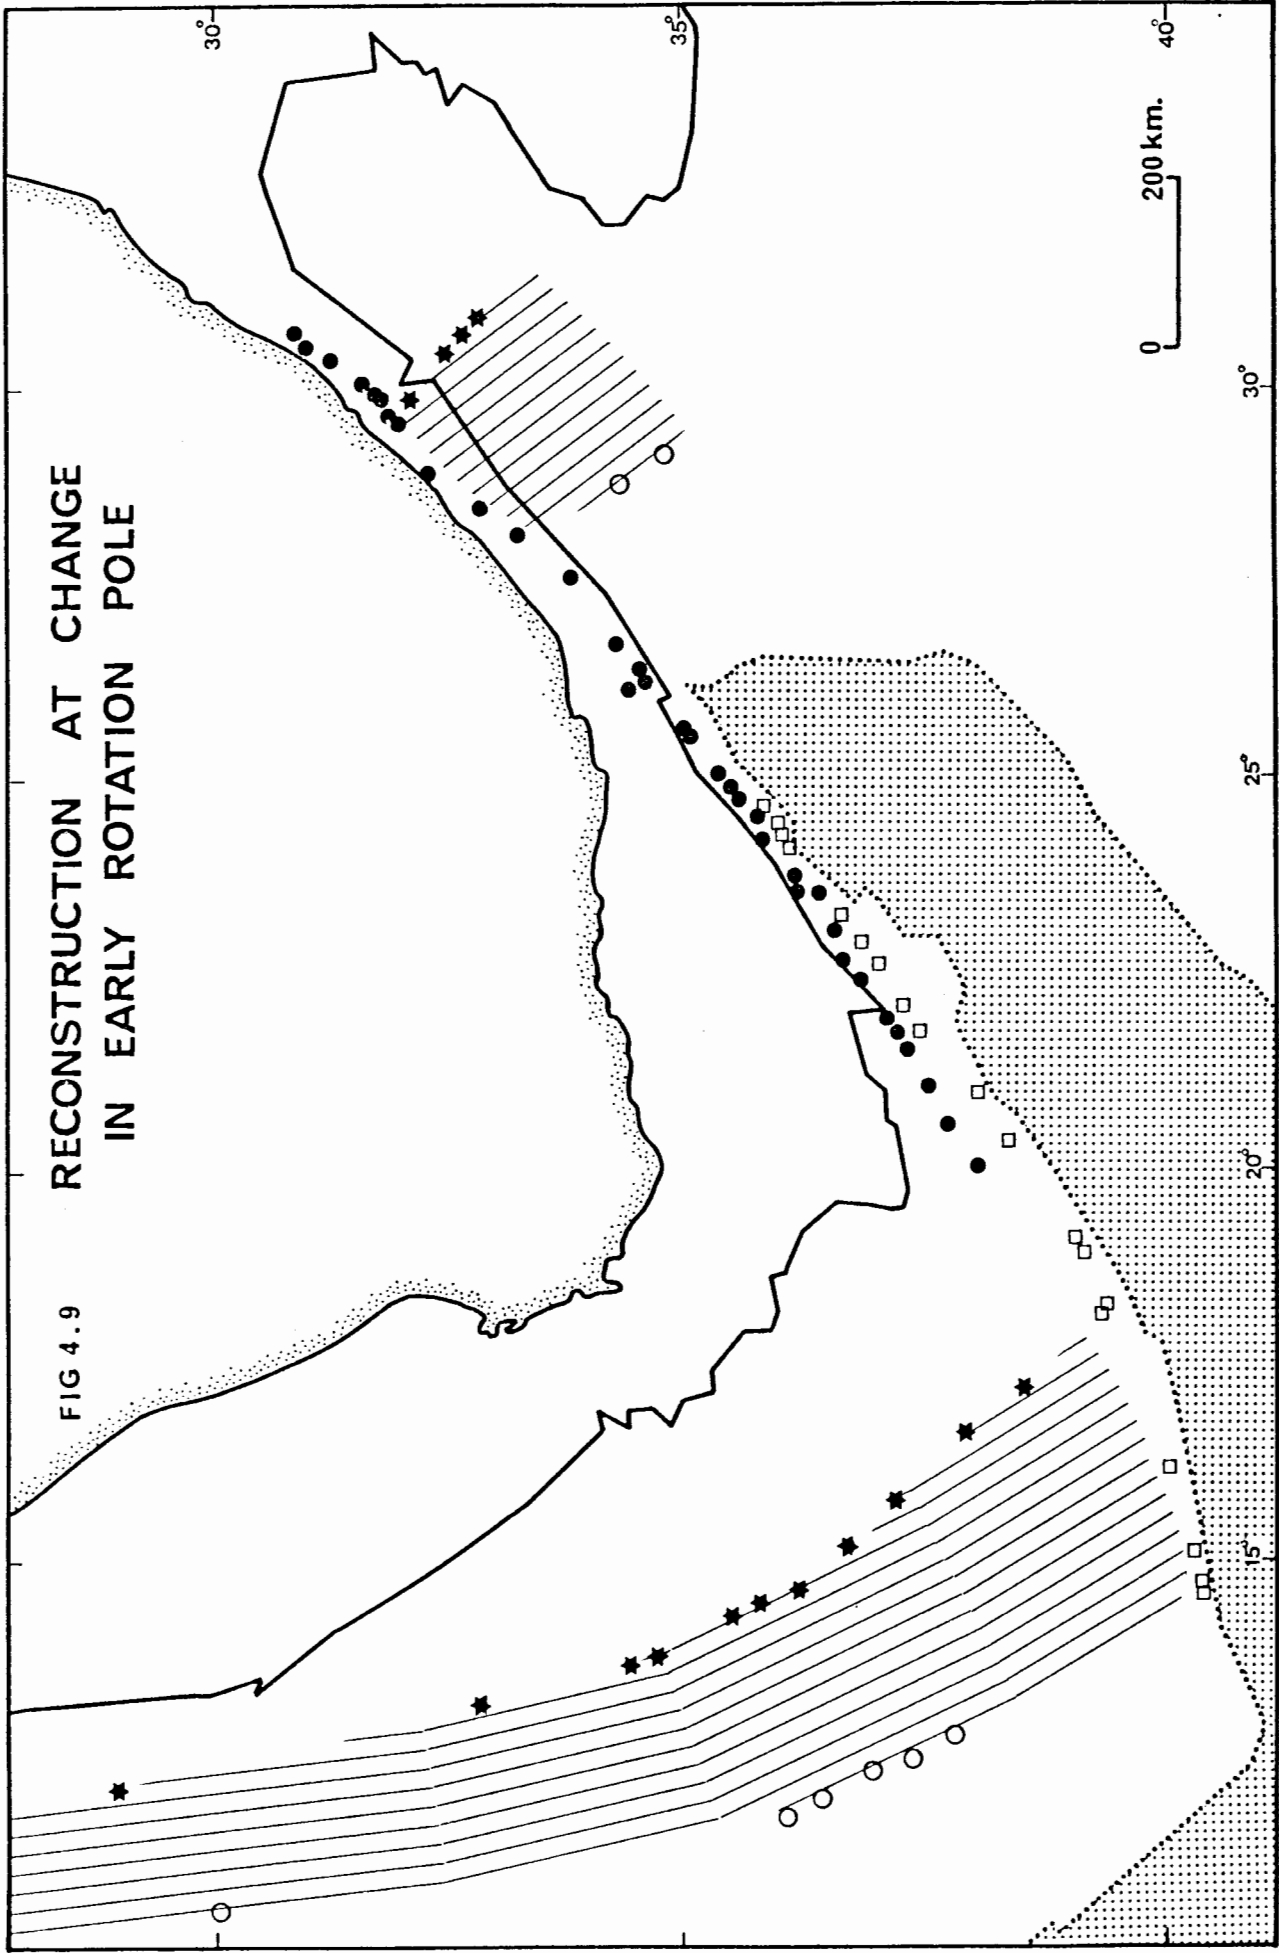 FIG 4.9
RECONSTRUCTION AT CHANGE
IN EARLY ROTATION POLE
30°
35°
40°
0 200 km.
15°
20°
25°
30°